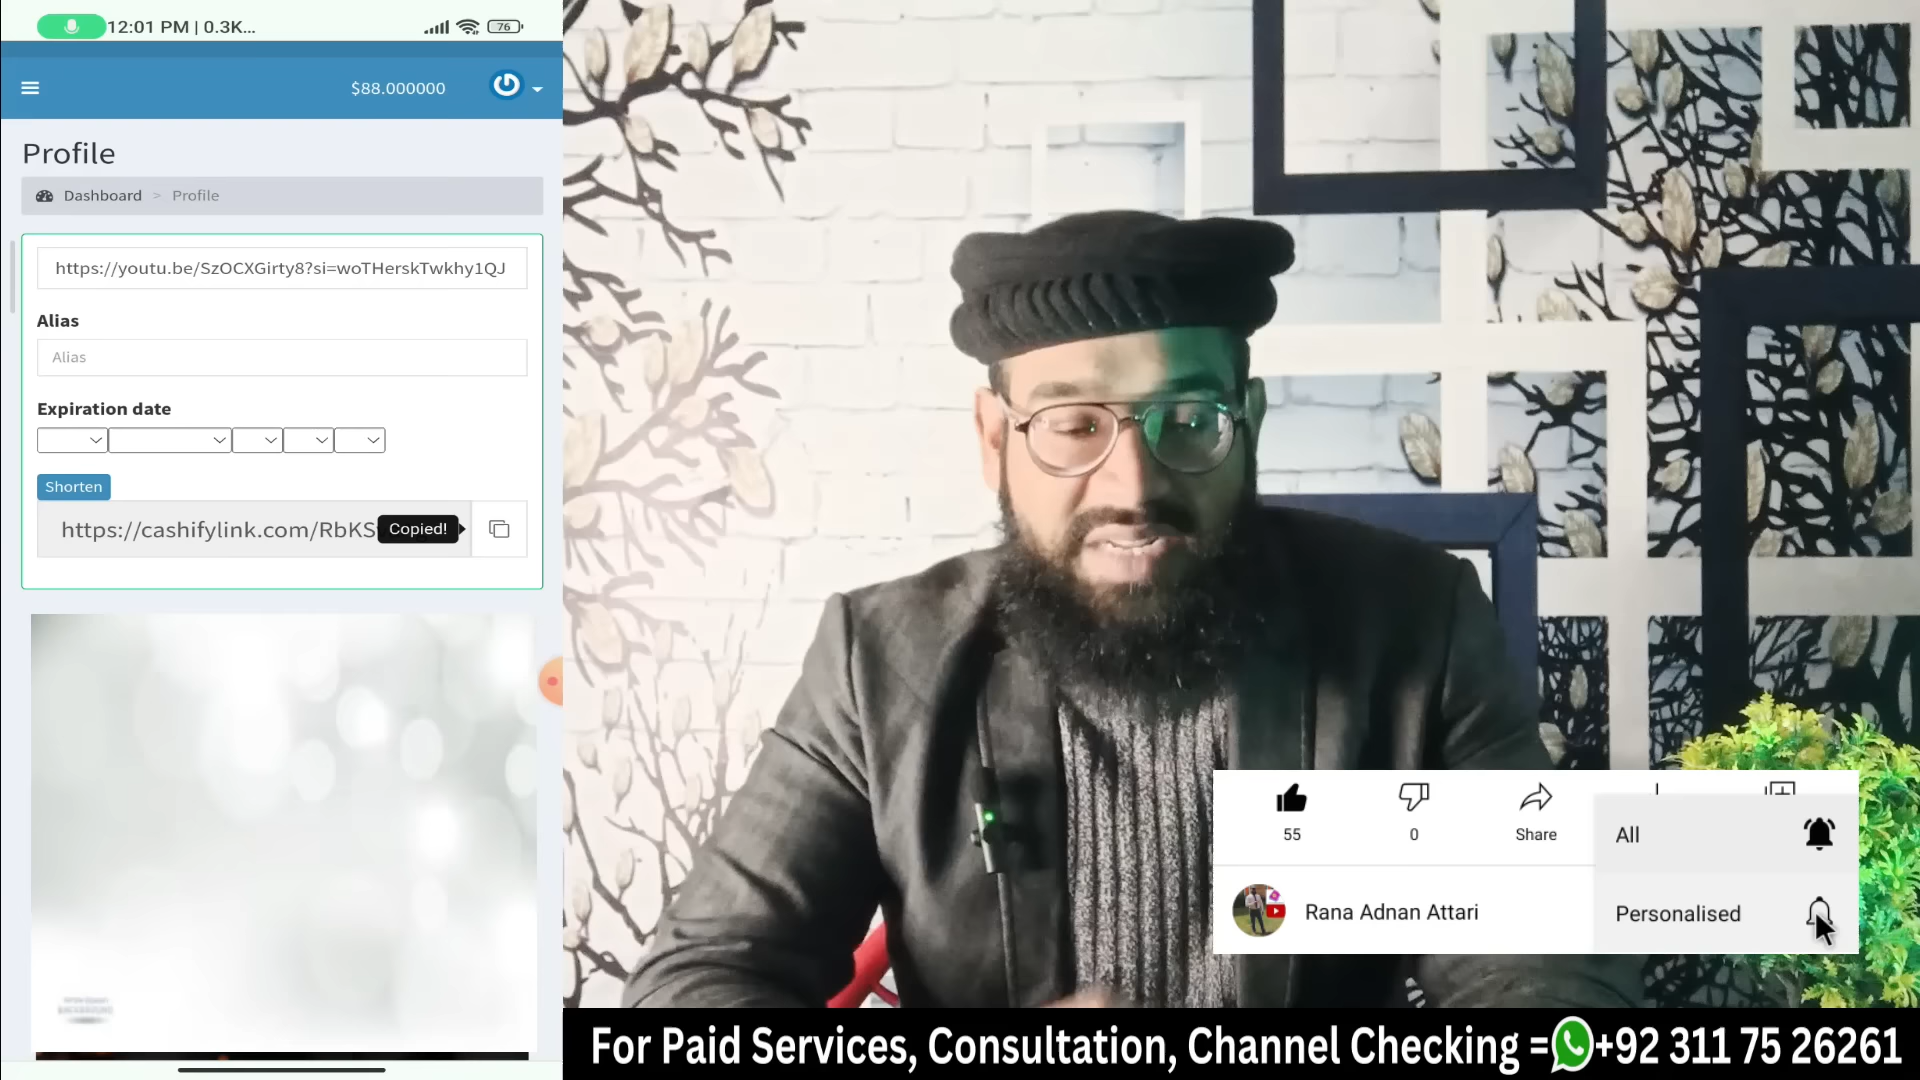 12:01 PM | 0.3K...
76
$88.000000
Profile
Dashboard > Profile
https://youtu.be/SzOCXGirty8?si=woTHerskTwkhy1QJ
Alias
Alias
Expiration date
Shorten
https://cashifylink.com/RbKS
Copied!
55
0
Share
All
Rana Adnan Attari
Personalised
For Paid Services, Consultation, Channel Checking =+92 311 75 26261